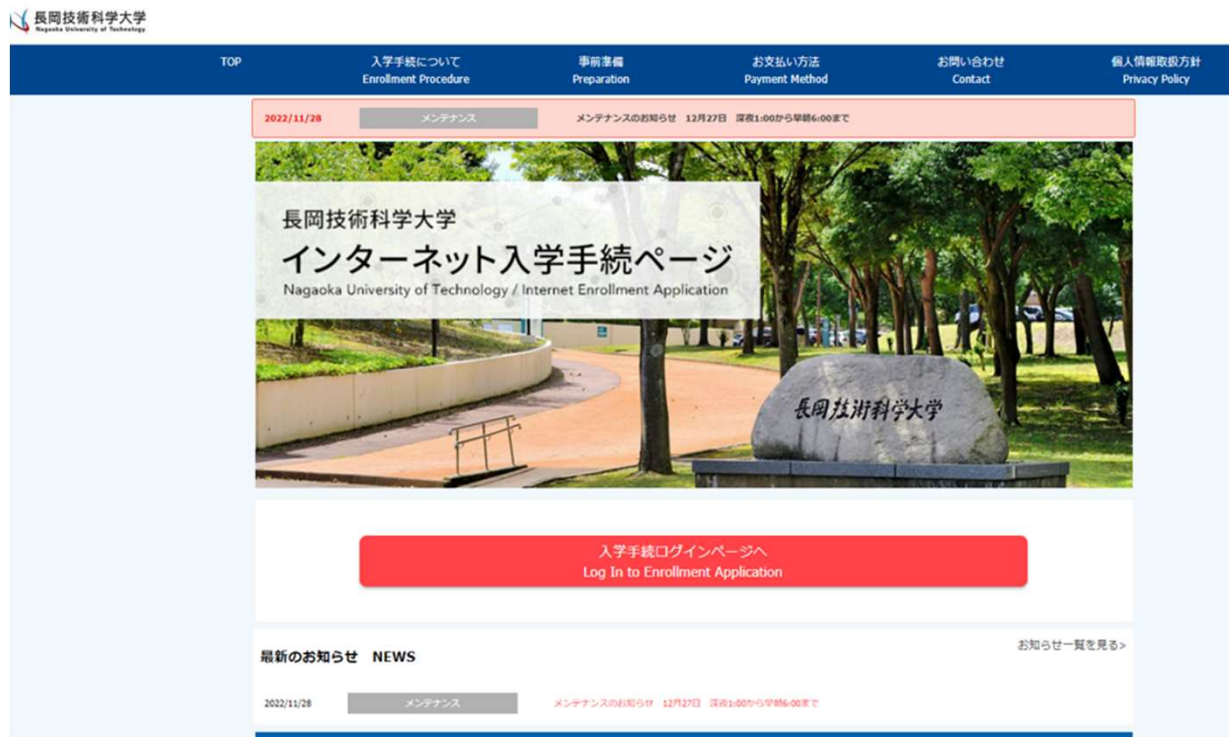 長岡技術科学大学
Nagaoka University of Technology
TOP
入学手続について
Enrollment Procedure
事前準備
Preparation
お支払い方法
Payment Method
お問い合わせ
Contact
個人情報取扱方針
Privacy Policy
2022/11/28 メンテナンス メンテナンスのお知らせ 12月27日 深夜1:00から早朝6:00まで
長岡技術科学大学
インターネット入学手続ページ
Nagaoka University of Technology / Internet Enrollment Application
長岡技術科学大学
入学手続ログインページへ
Log In to Enrollment Application
お知らせ一覧を見る>
最新のお知らせ NEWS
2022/11/28 メンテナンス メンテナンスのお知らせ 12月27日 深夜1:00から早朝6:00まで